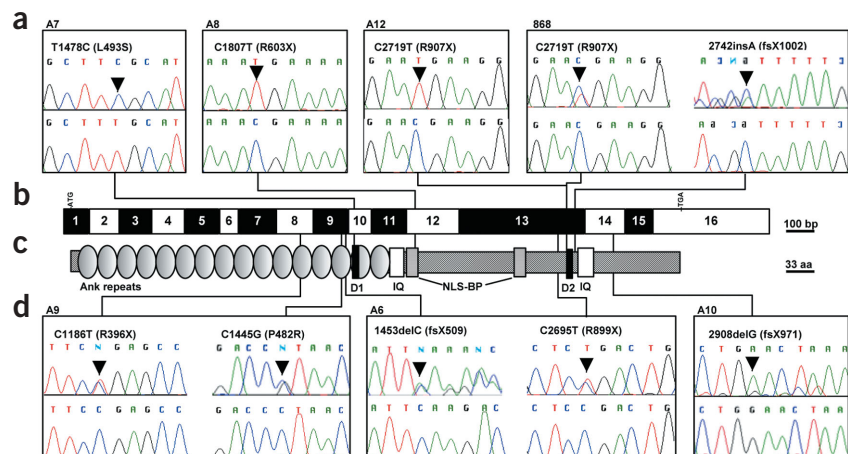 a
A7
A8
A12
868
T1478C (L493S)
C1807T (R603X)
C2719T (R907X)
C2719T (R907X)
2742insA (fsX1002)
G C T T C G C A T
A A A T G A A A A
G A A T G A A G G
G A A C G A A G G
G C T T T G C A T
A A A C G A A A A
G A A C G A A G G
G A A C G A A G G
b
ATG
TGA
1 2 3 4 5 6 7 8 9 10 11 12 13 14 15 16
100 bp
c
Ank repeats
D1
IQ
NLS-BP
D2
IQ
33 aa
d
A9
A6
A10
C1186T (R396X)
C1445G (P482R)
1453delC (fsX509)
C2695T (R899X)
2908delG (fsX971)
T T C N G A G C C
G A C C N T A A C
A T T N A A A N C
C T C T G A C T G
C T G A A C T A A
T T C C G A G C C
G A C C C T A A C
A T T C A A G A C
C T C C G A C T G
C T G G A A C T A A